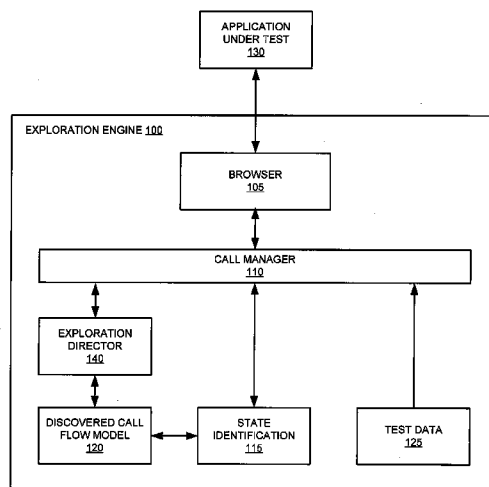 APPLICATION
UNDER TEST
130
EXPLORATION ENGINE 100
BROWSER
105
CALL MANAGER
110
EXPLORATION
DIRECTOR
140
DISCOVERED CALL
FLOW MODEL
120
STATE
IDENTIFICATION
115
TEST DATA
125